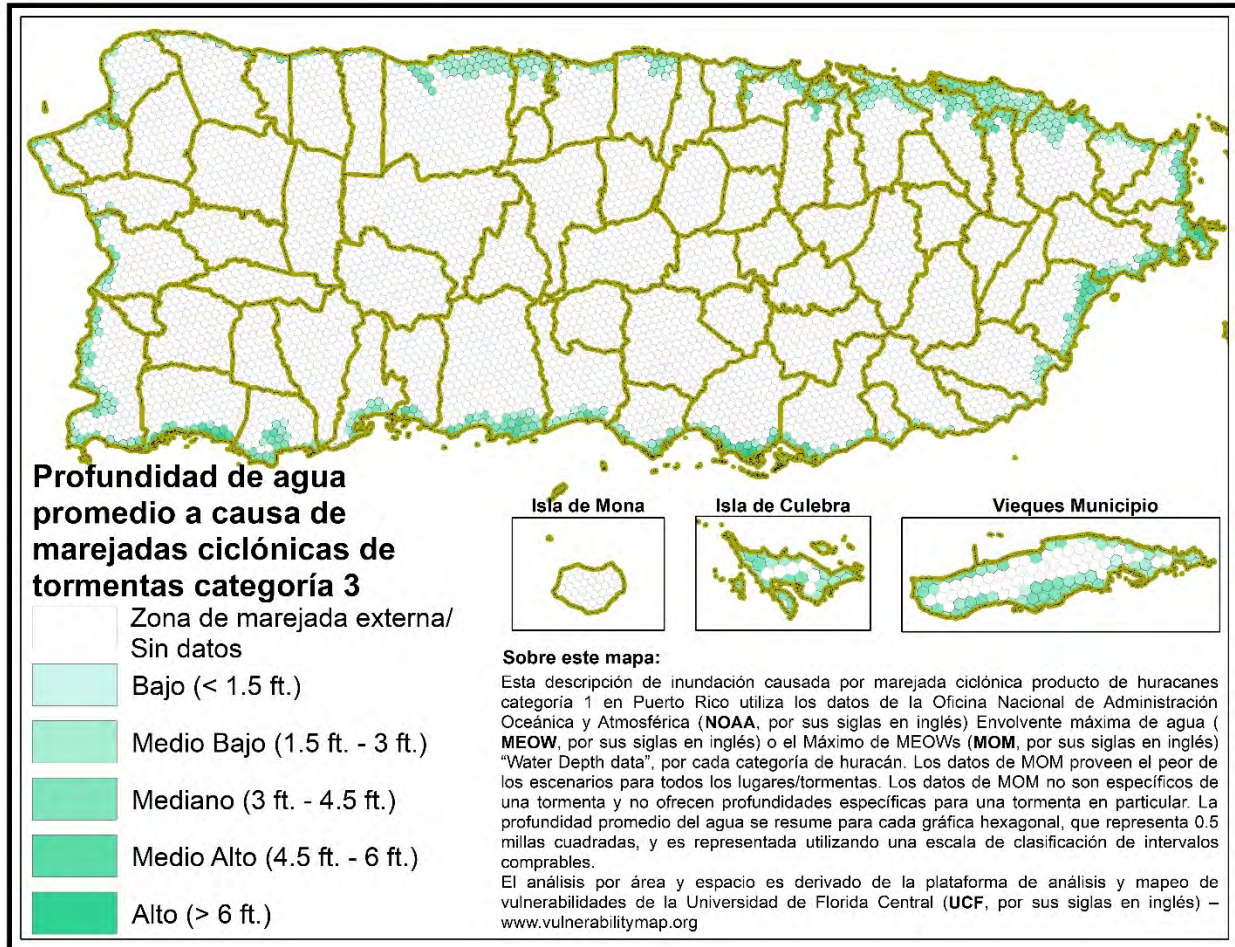 Profundidad de agua
promedio a causa de
marejadas ciclónicas de
tormentas categoría 3
Zona de marejada externa/
Sin datos
Bajo (< 1.5 ft.)
Medio Bajo (1.5 ft. - 3 ft.)
Mediano (3 ft. - 4.5 ft.)
Medio Alto (4.5 ft. - 6 ft.)
Alto (> 6 ft.)
Isla de Mona
Isla de Culebra
Vieques Municipio
Sobre este mapa:
Esta descripción de inundación causada por marejada ciclónica producto de huracanes
categoría 1 en Puerto Rico utiliza los datos de la Oficina Nacional de Administración
Oceánica y Atmosférica (NOAA, por sus siglas en inglés) Envolvente máxima de agua (
MEOW, por sus siglas en inglés) o el Máximo de MEOWs (MOM, por sus siglas en inglés)
“Water Depth data”, por cada categoría de huracán. Los datos de MOM proveen el peor de
los escenarios para todos los lugares/tormentas. Los datos de MOM no son específicos de
una tormenta y no ofrecen profundidades específicas para una tormenta en particular. La
profundidad promedio del agua se resume para cada gráfica hexagonal, que representa 0.5
millas cuadradas, y es representada utilizando una escala de clasificación de intervalos
comprables.
El análisis por área y espacio es derivado de la plataforma de análisis y mapeo de
vulnerabilidades de la Universidad de Florida Central (UCF, por sus siglas en inglés) –
www.vulnerabilitymap.org